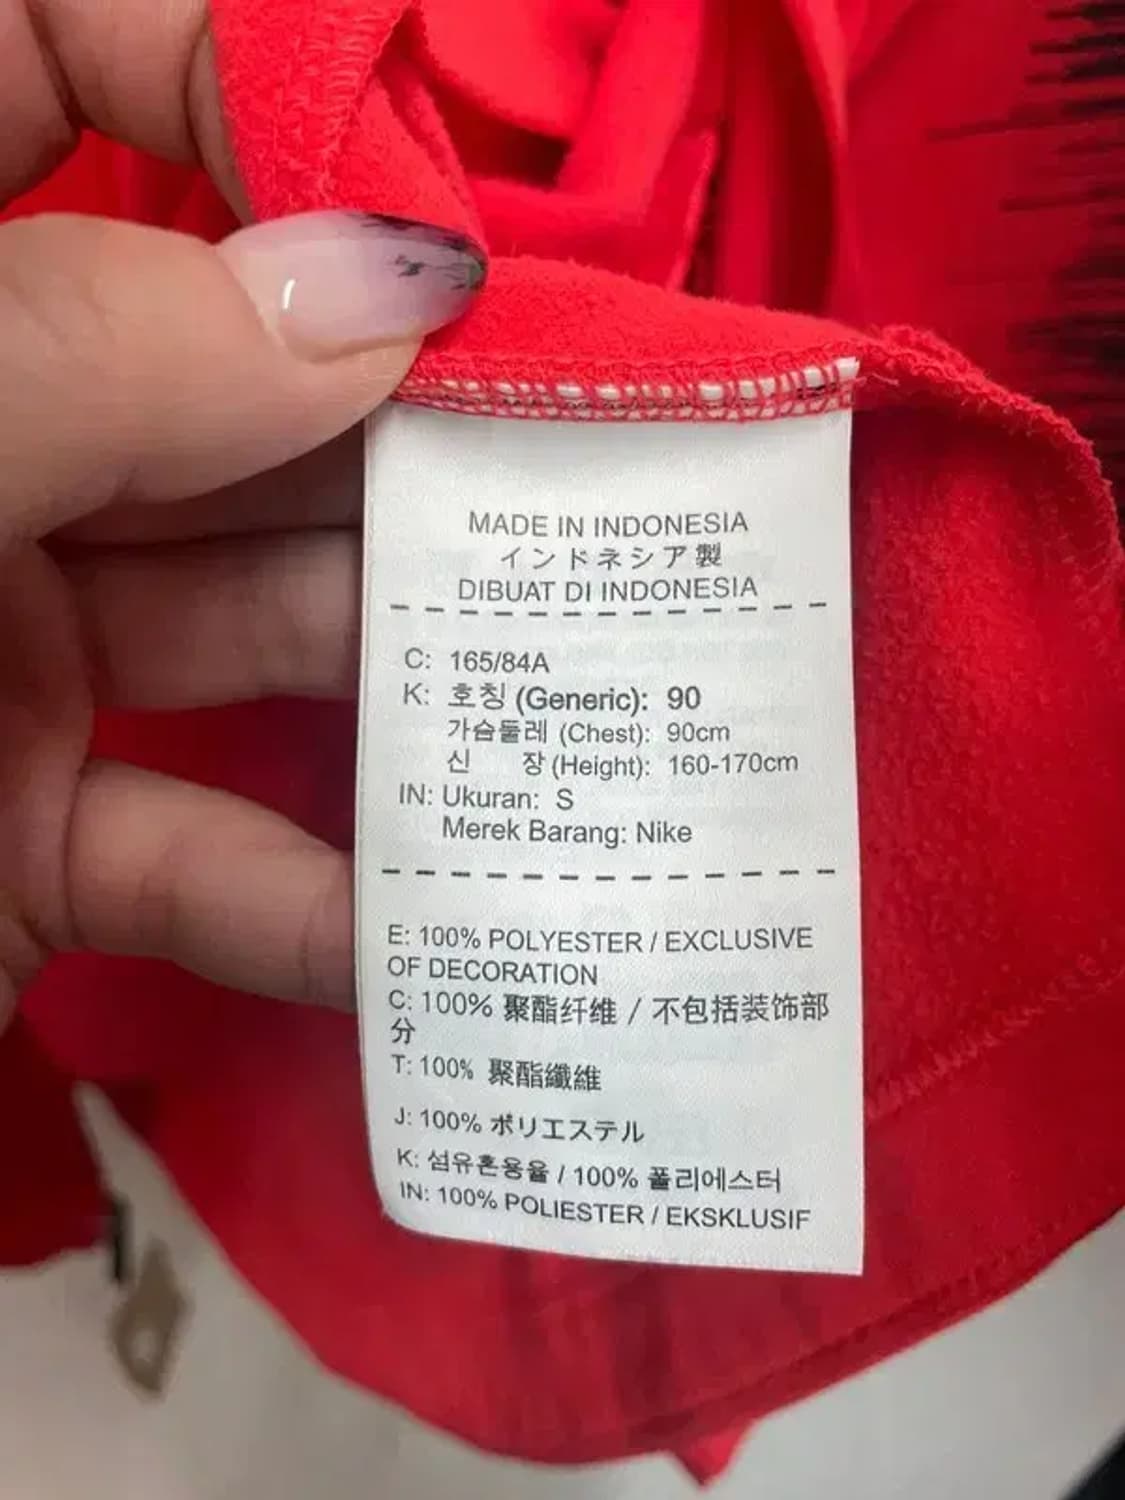 MADE IN INDONESIA
インドネシア製
DIBUAT DI INDONESIA
C: 165/84A
K: 호칭 (Generic): 90
가슴둘레 (Chest): 90cm
신 장 (Height): 160-170cm
IN: Ukuran: S
Merek Barang: Nike
E: 100% POLYESTER / EXCLUSIVE
OF DECORATION
C: 100% 聚酯纤维 / 不包括装饰部
分
T: 100% 聚酯纖維
J: 100% ポリエステル
K: 섬유혼용율 / 100% 폴리에스터
IN: 100% POLIESTER / EKSKLUSIF